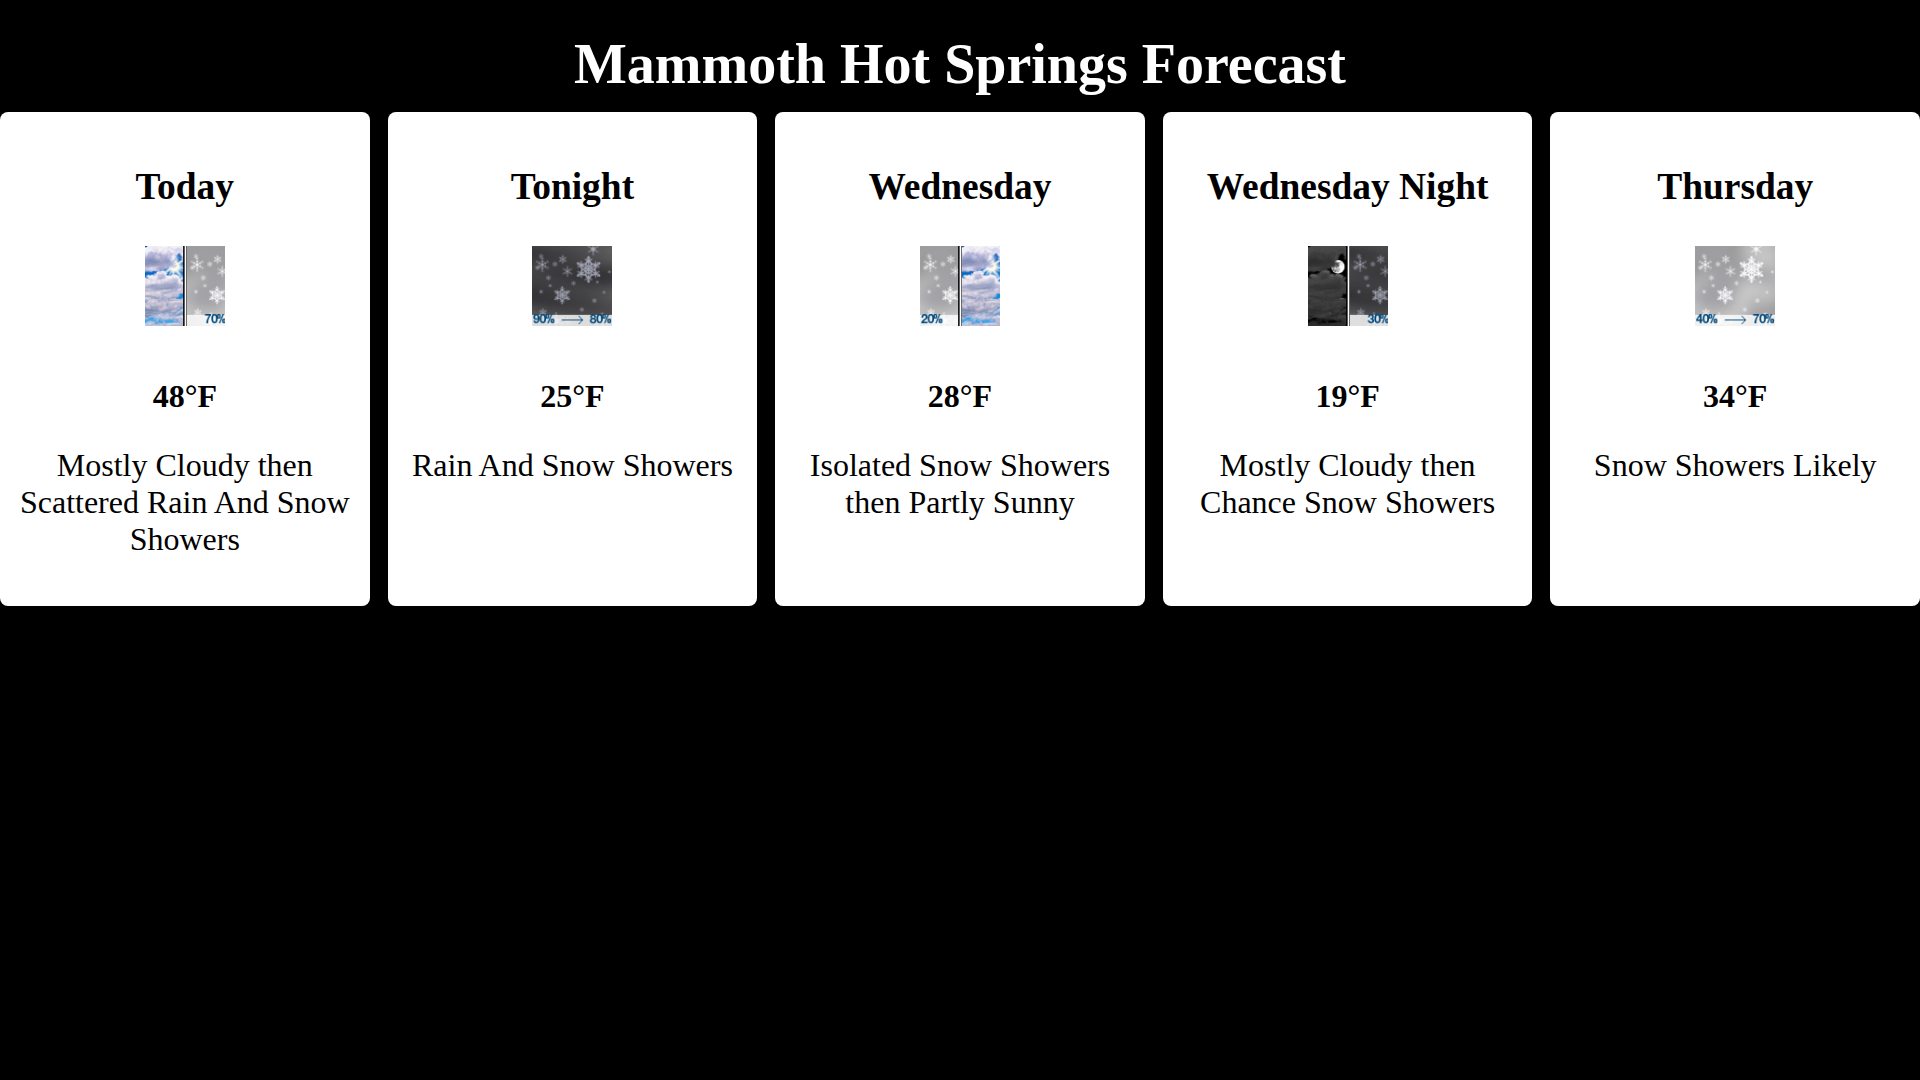 Mammoth Hot Springs Forecast
Today
70%
48°F
Mostly Cloudy then
Scattered Rain And Snow
Showers
Tonight
90% → 80%
25°F
Rain And Snow Showers
Wednesday
20%
28°F
Isolated Snow Showers
then Partly Sunny
Wednesday Night
30%
19°F
Mostly Cloudy then
Chance Snow Showers
Thursday
40% → 70%
34°F
Snow Showers Likely